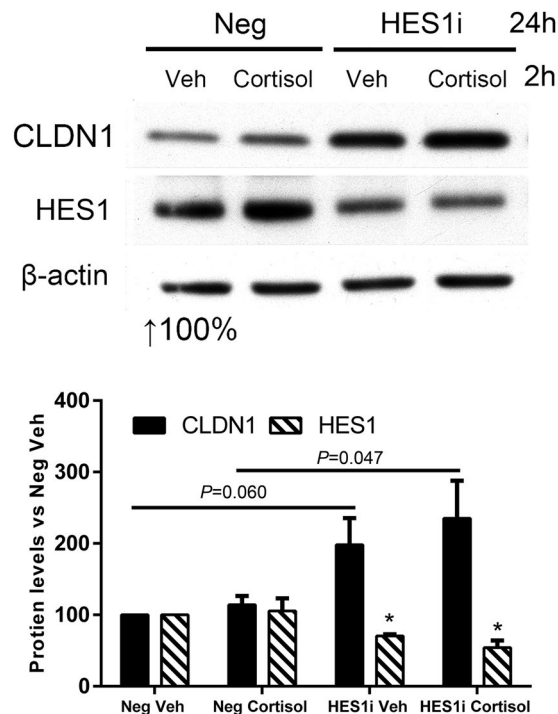 Neg HES1i 24h
Veh Cortisol Veh Cortisol 2h
CLDN1
HES1
β-actin
↑100%
400
300
200
100
0
Protien levels vs Neg Veh
CLDN1 HES1
P=0.047
P=0.060
*
*
Neg Veh Neg Cortisol HES1i Veh HES1i Cortisol